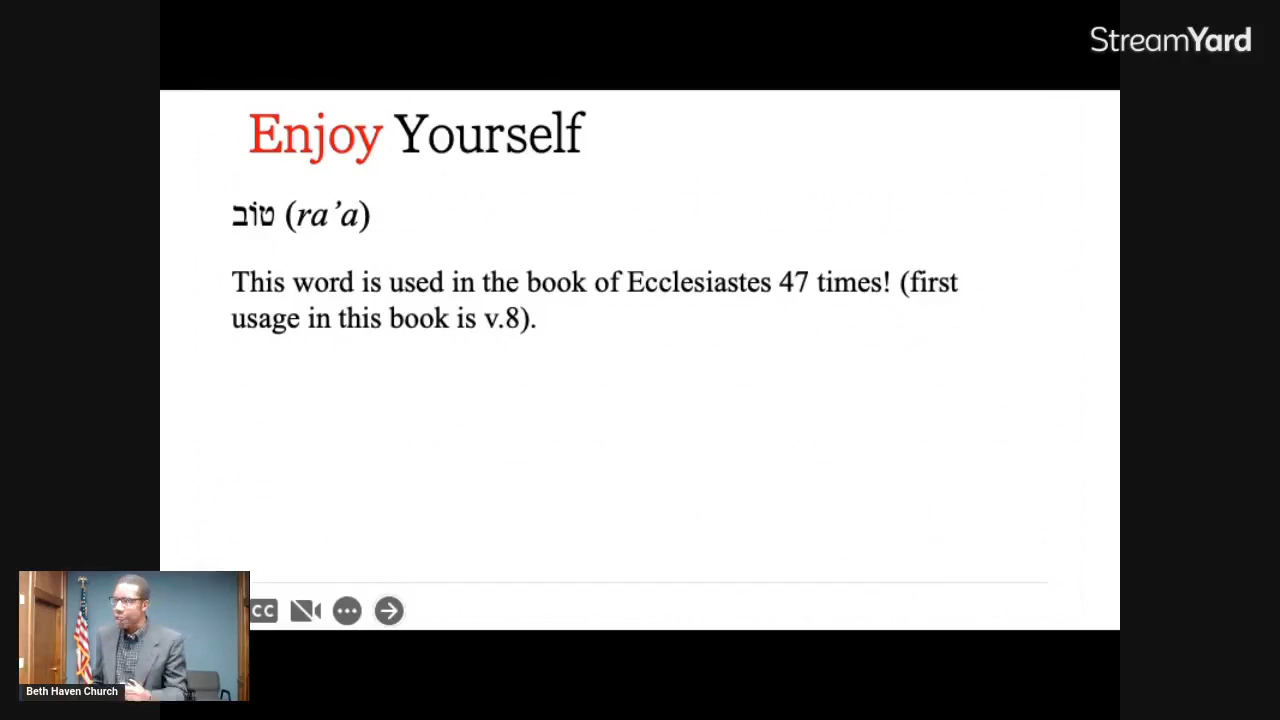 StreamYard
Enjoy Yourself
טוֹב (ra’a)
This word is used in the book of Ecclesiastes 47 times! (first
usage in this book is v.8).
CC
Beth Haven Church